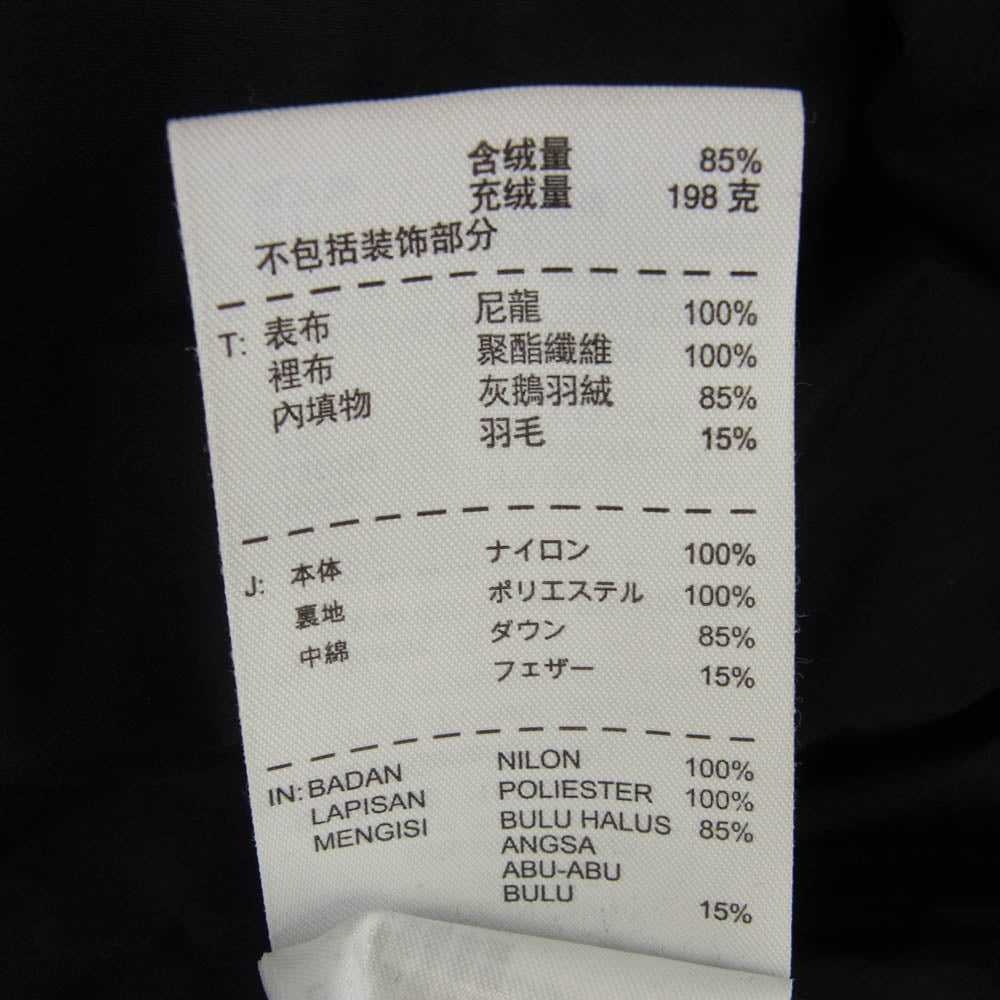 含绒量 85%
充绒量 198 克
不包括装饰部分
T: 表布 尼龍 100%
裡布 聚酯纖維 100%
內填物 灰鵝羽絨 85%
羽毛 15%
J: 本体 ナイロン 100%
裏地 ポリエステル 100%
中綿 ダウン 85%
フェザー 15%
IN: BADAN NILON 100%
LAPISAN POLIESTER 100%
MENGISI BULU HALUS 85%
ANGSA
ABU-ABU
BULU 15%